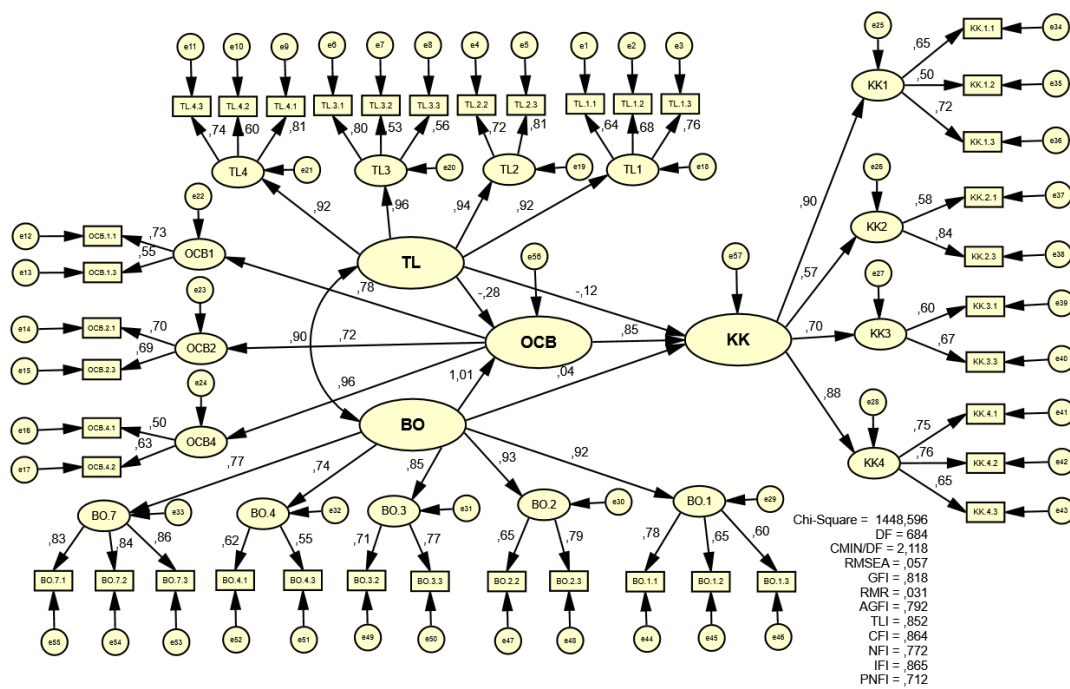 e11 e10 e9 e6 e7 e8 e4 e5 e1 e2 e3
TL.4.3 TL.4.2 TL.4.1 TL.3.1 TL.3.2 TL.3.3 TL.2.2 TL.2.3 TL.1.1 TL.1.2 TL.1.3
,74 ,60 ,81 ,80 ,53 ,56 ,72 ,81 ,64 ,68 ,76
TL4 e21 TL3 e20 TL2 e19 TL1 e18
,92 ,96 ,94 ,92
e25 e34
,65 KK.1.1
KK1 ,50 KK.1.2 e35
,72 KK.1.3 e36
,90
e22
e12 OCB.1.1 ,73 OCB1
e13 OCB.1.3 ,55
,78
e26
,58 KK.2.1 e37
KK2
,84 KK.2.3 e38
,57
TL
e56 e57
-,28 -,12
e23
e14 OCB.2.1 ,70 OCB2
e15 OCB.2.3 ,69
,90 ,72
OCB ,85 KK
e27
,60 KK.3.1 e39
,70 KK3
,67 KK.3.3 e40
e24
e16 OCB.4.1 ,50 OCB4
e17 OCB.4.2 ,63
,96 1,01 ,04
,88
e28
,75 KK.4.1 e41
KK4 ,76 KK.4.2 e42
,65 KK.4.3 e43
BO
,77 ,74 ,85 ,93 ,92
BO.7 e33 BO.4 e32 BO.3 e31 BO.2 e30 BO.1 e29
,83 ,84 ,86 ,62 ,55 ,71 ,77 ,65 ,79 ,78 ,65 ,60
BO.7.1 BO.7.2 BO.7.3 BO.4.1 BO.4.3 BO.3.2 BO.3.3 BO.2.2 BO.2.3 BO.1.1 BO.1.2 BO.1.3
e55 e54 e53 e52 e51 e49 e50 e47 e48 e44 e45 e46
Chi-Square = 1448,596
DF = 684
CMIN/DF = 2,118
RMSEA = ,057
GFI = ,818
RMR = ,031
AGFI = ,792
TLI = ,852
CFI = ,864
NFI = ,772
IFI = ,865
PNFI = ,712